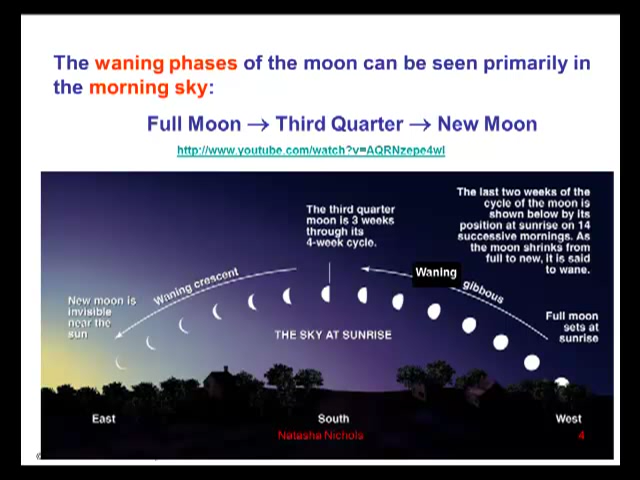 The waning phases of the moon can be seen primarily in
the morning sky:
Full Moon → Third Quarter → New Moon
http://www.youtube.com/watch?v=AQRNzepe4wI
The last two weeks of the
cycle of the moon is
shown below by its
position at sunrise on 14
successive mornings. As
the moon shrinks from
full to new, it is said
to wane.
The third quarter
moon is 3 weeks
through its
4-week cycle.
Waning crescent
Waning
gibbous
New moon is
invisible
near the
sun
Full moon
sets at
sunrise
THE SKY AT SUNRISE
East
South
West
Natasha Nichols
4
©